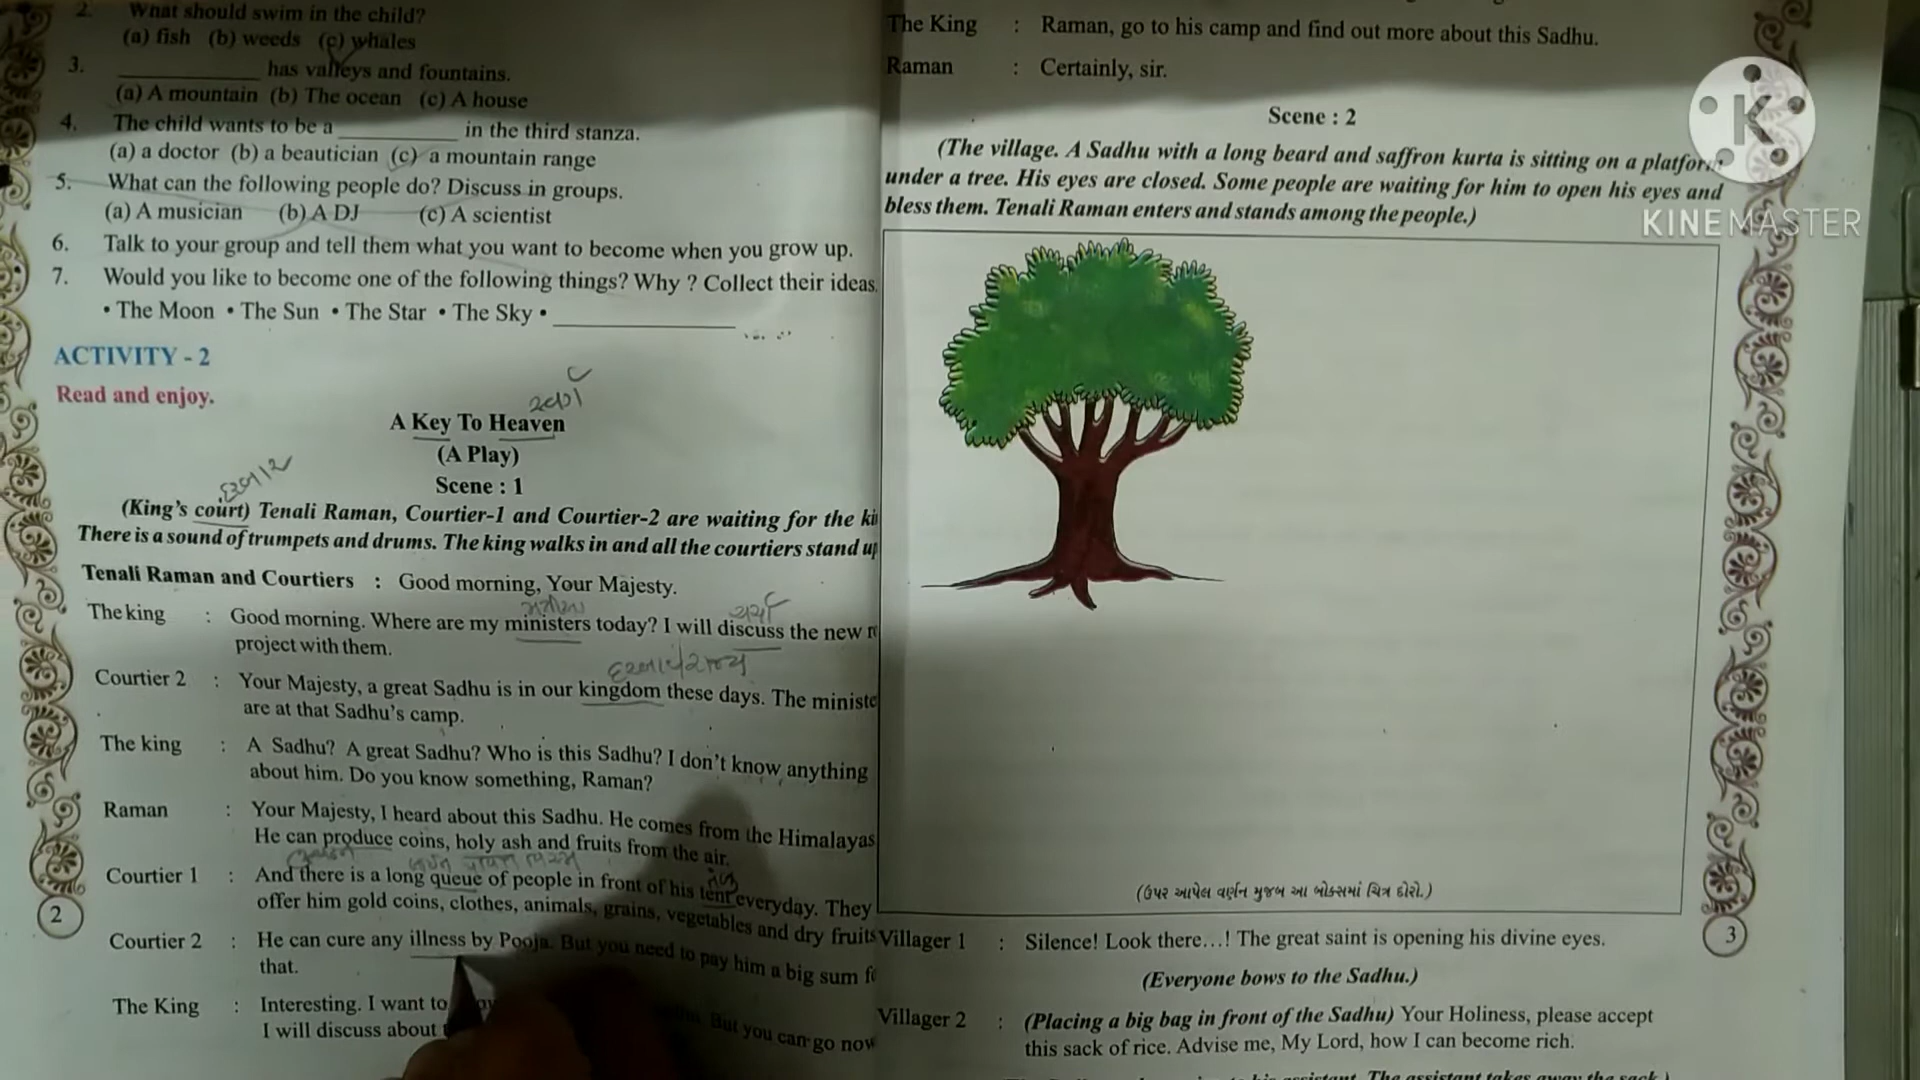 2. What should swim in the child?
(a) fish (b) weeds (c) whales
3. ____________ has valleys and fountains.
(a) A mountain (b) The ocean (c) A house
4. The child wants to be a __________ in the third stanza.
(a) a doctor (b) a beautician (c) a mountain range
5. What can the following people do? Discuss in groups.
(a) A musician (b) A DJ (c) A scientist
6. Talk to your group and tell them what you want to become when you grow up.
7. Would you like to become one of the following things? Why ? Collect their ideas.
• The Moon • The Sun • The Star • The Sky • _______________
ACTIVITY - 2
Read and enjoy.
A Key To Heaven
(A Play)
Scene : 1
(King's court) Tenali Raman, Courtier-1 and Courtier-2 are waiting for the
There is a sound of trumpets and drums. The king walks in and all the courtiers stand
Tenali Raman and Courtiers : Good morning, Your Majesty.
The king : Good morning. Where are my ministers today? I will discuss the new
ચર્ચા
project with them.
Courtier 2 : Your Majesty, a great Sadhu is in our kingdom these days. The
are at that Sadhu's camp.
The king : A Sadhu? A great Sadhu? Who is this Sadhu? I don't know anything
about him. Do you know something, Raman?
Raman : Your Majesty, I heard about this Sadhu. He comes from the Himalayas
He can produce coins, holy ash and fruits from the air.
Courtier 1 : And there is a long queue of people in front of his tent everyday. They
offer him gold coins, clothes, animals, grains, vegetables and dry fruits
Courtier 2 : He can cure any illness by Pooja. But you need to pay him a big sum
that.
The King : Interesting. I want to
But you can go now
I will discuss about
2
The King : Raman, go to his camp and find out more about this Sadhu.
Raman : Certainly, sir.
Scene : 2
(The village. A Sadhu with a long beard and saffron kurta is sitting on a platform
under a tree. His eyes are closed. Some people are waiting for him to open his eyes and
bless them. Tenali Raman enters and stands among the people.)
(ઉપર આપેલ વર્ણન મુજબ આ બોક્સમાં ચિત્ર દોરો.)
Villager 1 : Silence! Look there...! The great saint is opening his divine eyes.
(Everyone bows to the Sadhu.)
Villager 2 : (Placing a big bag in front of the Sadhu) Your Holiness, please accept
this sack of rice. Advise me, My Lord, how I can become rich.
3
K
KINEMASTER